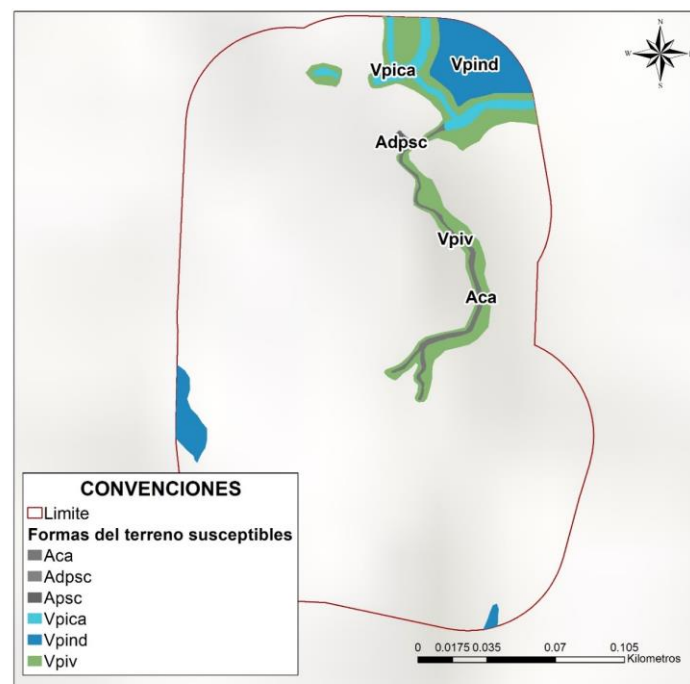 N
W
S
Vpica
Vpind
Adpsc
Vpiv
Aca
CONVENCIONES
Limite
Formas del terreno susceptibles
Aca
Adpsc
Apsc
Vpica
Vpind
Vpiv
0 0.0175 0.035 0.07 0.105
Kilometros